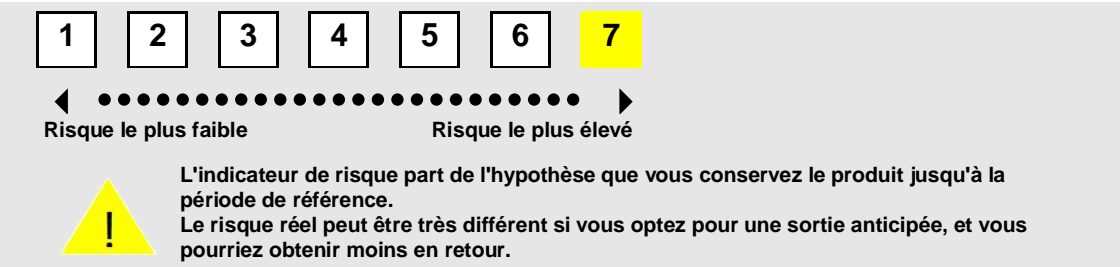 1 2 3 4 5 6 7
Risque le plus faible Risque le plus élevé
L'indicateur de risque part de l'hypothèse que vous conservez le produit jusqu'à la
période de référence.
Le risque réel peut être très différent si vous optez pour une sortie anticipée, et vous
pourriez obtenir moins en retour.
!